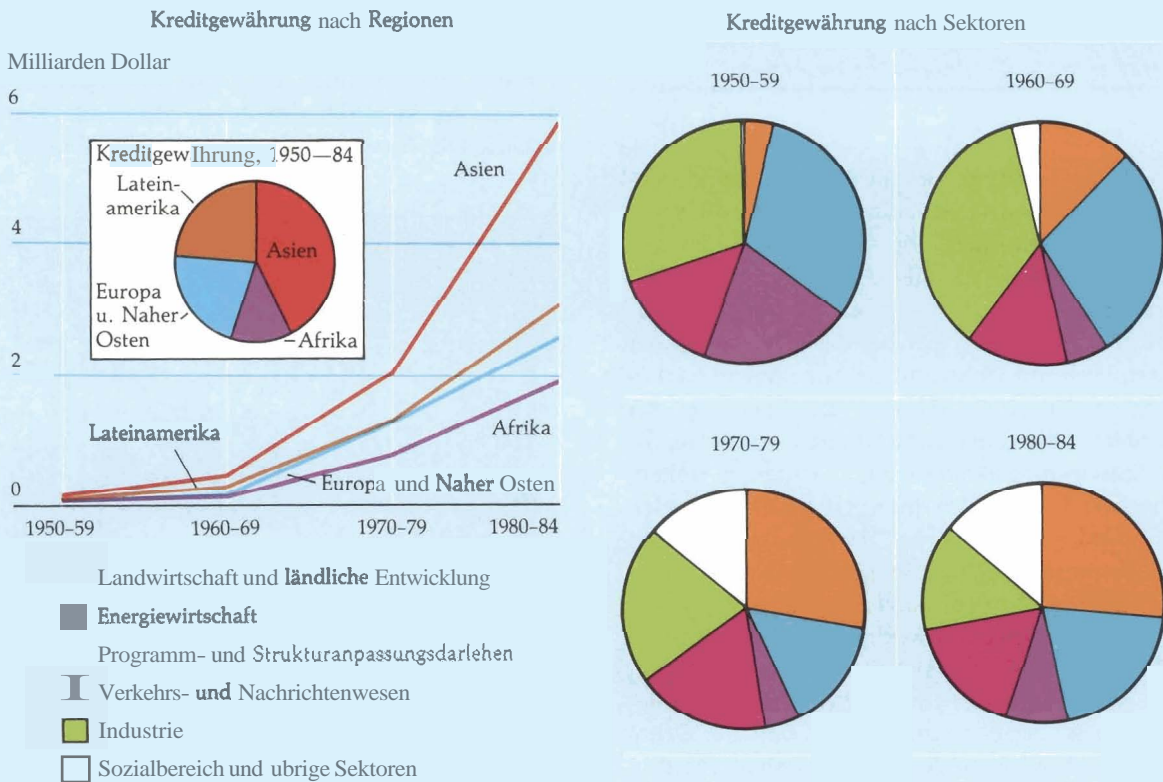 Kreditgewährung nach Regionen
Milliarden Dollar
6
4
2
0
KreditgewIhrung, 1950—84
Latein-
amerika
Asien
Europa
u. Naher
Osten
Afrika
Asien
Lateinamerika
Afrika
Europa und Naher Osten
1950–59 1960–69 1970–79 1980–84
Landwirtschaft und ländliche Entwicklung
Energiewirtschaft
Programm- und Strukturanpassungsdarlehen
Verkehrs- und Nachrichtenwesen
Industrie
Sozialbereich und ubrige Sektoren
Kreditgewährung nach Sektoren
1950–59 1960–69
1970–79 1980–84